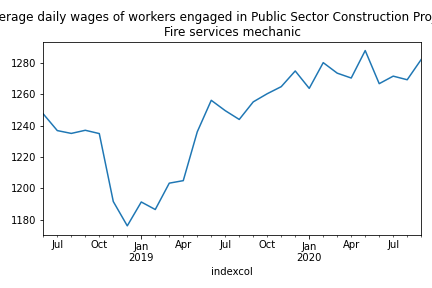 erage daily wages of workers engaged in Public Sector Construction Proj
Fire services mechanic
1280
1260
1240
1220
1200
1180
Jul Oct Jan Apr Jul Oct Jan Apr Jul
2019 2020
indexcol